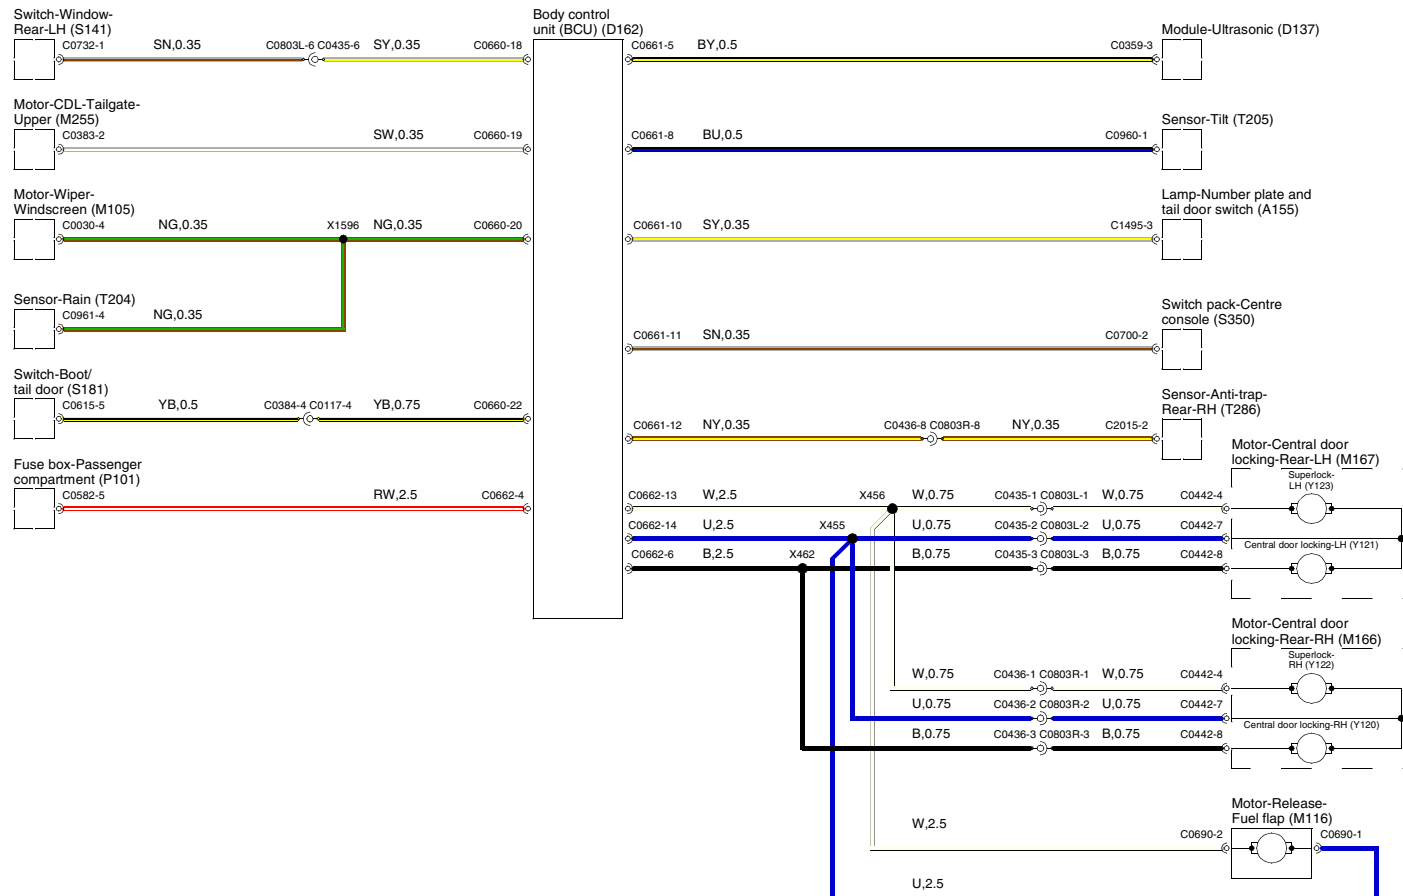 Switch-Window-
Rear-LH (S141)
C0732-1 SN,0.35 C0803L-6 C0435-6 SY,0.35 C0660-18
Motor-CDL-Tailgate-
Upper (M255)
C0383-2 SW,0.35 C0660-19
Motor-Wiper-
Windscreen (M105)
C0030-4 NG,0.35 X1596 NG,0.35 C0660-20
Sensor-Rain (T204)
C0961-4 NG,0.35
Switch-Boot/
tail door (S181)
C0615-5 YB,0.5 C0384-4 C0117-4 YB,0.75 C0660-22
Fuse box-Passenger
compartment (P101)
C0582-5 RW,2.5 C0662-4
Body control
unit (BCU) (D162)
Module-Ultrasonic (D137)
C0661-5 BY,0.5 C0359-3
Sensor-Tilt (T205)
C0661-8 BU,0.5 C0960-1
Lamp-Number plate and
tail door switch (A155)
C0661-10 SY,0.35 C1495-3
Switch pack-Centre
console (S350)
C0661-11 SN,0.35 C0700-2
Sensor-Anti-trap-
Rear-RH (T286)
C0661-12 NY,0.35 C0436-8 C0803R-8 NY,0.35 C2015-2
Motor-Central door
locking-Rear-LH (M167)
Superlock-
LH (Y123)
C0662-13 W,2.5 X456 W,0.75 C0435-1 C0803L-1 W,0.75 C0442-4
C0662-14 U,2.5 X455 U,0.75 C0435-2 C0803L-2 U,0.75 C0442-7
Central door locking-LH (Y121)
C0662-6 B,2.5 X462 B,0.75 C0435-3 C0803L-3 B,0.75 C0442-8
Motor-Central door
locking-Rear-RH (M166)
Superlock-
RH (Y122)
W,0.75 C0436-1 C0803R-1 W,0.75 C0442-4
U,0.75 C0436-2 C0803R-2 U,0.75 C0442-7
Central door locking-RH (Y120)
B,0.75 C0436-3 C0803R-3 B,0.75 C0442-8
Motor-Release-
Fuel flap (M116)
W,2.5 C0690-2 C0690-1
U,2.5